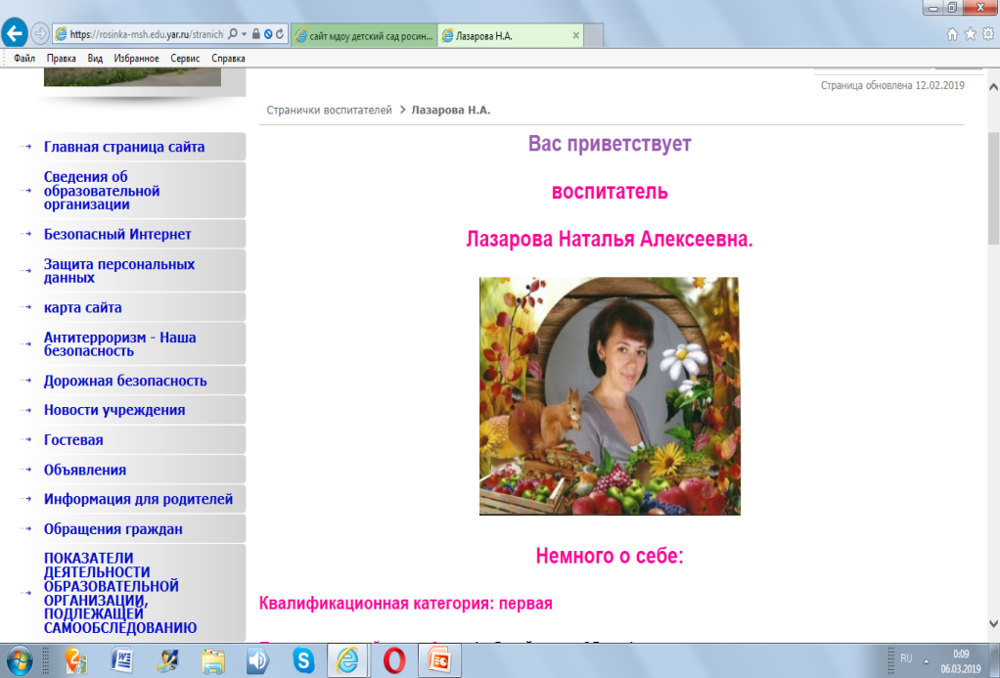 https://rosinka-msh.edu.yar.ru/stranich
сайт мдоу детский сад росин...
Лазарова Н.А.
Файл Правка Вид Избранное Сервис Справка
Страница обновлена 12.02.2019
Странички воспитателей > Лазарова Н.А.
Главная страница сайта
Сведения об
образовательной
организации
Безопасный Интернет
Защита персональных
данных
карта сайта
Антитерроризм - Наша
безопасность
Дорожная безопасность
Новости учреждения
Гостевая
Объявления
Информация для родителей
Обращения граждан
ПОКАЗАТЕЛИ
ДЕЯТЕЛЬНОСТИ
ОБРАЗОВАТЕЛЬНОЙ
ОРГАНИЗАЦИИ,
ПОДЛЕЖАЩЕЙ
САМООБСЛЕДОВАНИЮ
Вас приветствует
воспитатель
Лазарова Наталья Алексеевна.
Немного о себе:
Квалификационная категория: первая
RU
0:09
06.03.2019